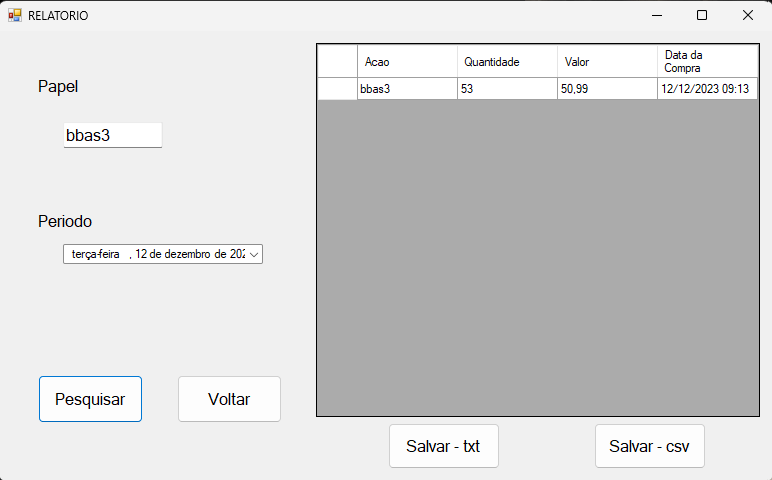 RELATORIO
Papel
bbas3
Periodo
terça-feira , 12 de dezembro de 202
Pesquisar
Voltar
Acao Quantidade Valor Data da
Compra
bbas3 53 50,99 12/12/2023 09:13
Salvar - txt
Salvar - csv